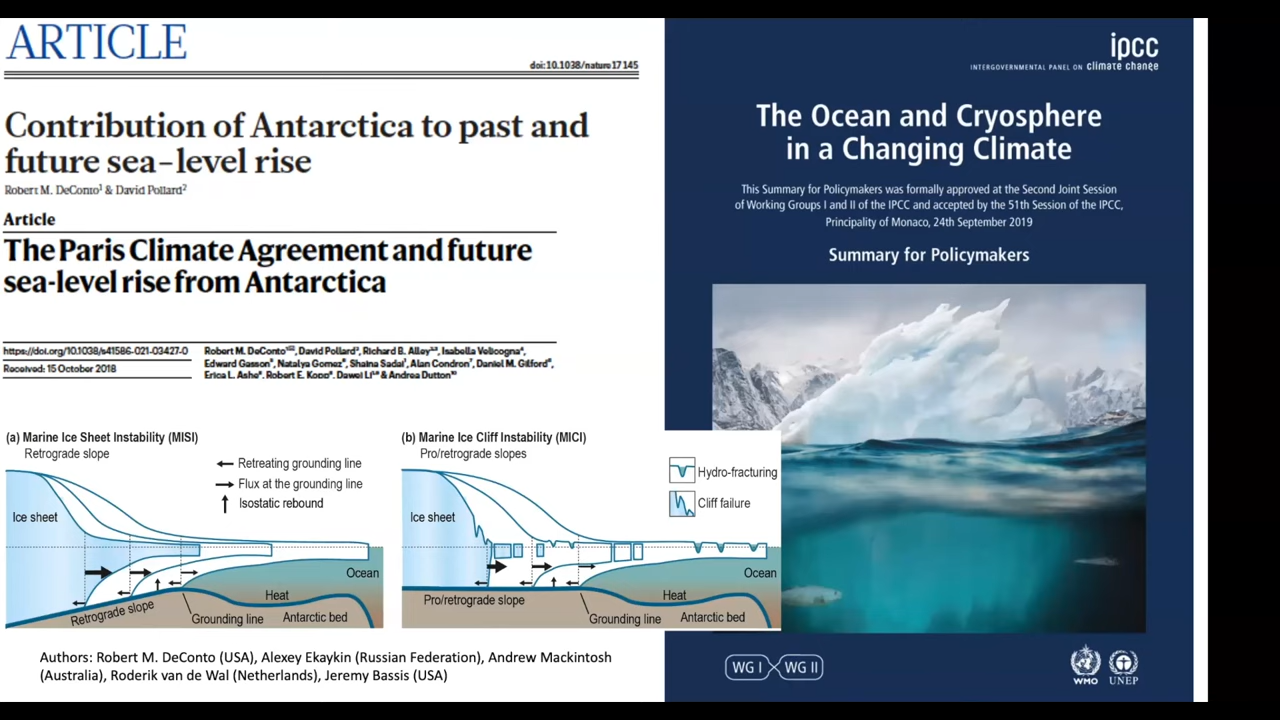 ARTICLE
doi:10.1038/nature17145
Contribution of Antarctica to past and
future sea-level rise
Robert M. DeConto1 & David Pollard2
Article
The Paris Climate Agreement and future
sea-level rise from Antarctica
https://doi.org/10.1038/s41586-021-03427-0
Received: 15 October 2018
Robert M. DeConto, David Pollard, Richard B. Alley, Isabella Velicogna,
Edward Gasson, Natalya Gomez, Shaina Sadai, Alan Condron, Daniel M. Gilford,
Erica L. Ashe, Robert E. Kopp, Dawei Li & Andrea Dutton
(a) Marine Ice Sheet Instability (MISI)
Retrograde slope
Retreating grounding line
Flux at the grounding line
Isostatic rebound
Ice sheet
Ocean
Heat
Retrograde slope
Grounding line
Antarctic bed
(b) Marine Ice Cliff Instability (MICI)
Pro/retrograde slopes
Hydro-fracturing
Cliff failure
Ice sheet
Ocean
Heat
Pro/retrograde slope
Grounding line
Antarctic bed
Authors: Robert M. DeConto (USA), Alexey Ekaykin (Russian Federation), Andrew Mackintosh
(Australia), Roderik van de Wal (Netherlands), Jeremy Bassis (USA)
ipcc
INTERGOVERNMENTAL PANEL ON climate change
The Ocean and Cryosphere
in a Changing Climate
This Summary for Policymakers was formally approved at the Second Joint Session
of Working Groups I and II of the IPCC and accepted by the 51th Session of the IPCC,
Principality of Monaco, 24th September 2019
Summary for Policymakers
WG I WG II
WMO
UNEP